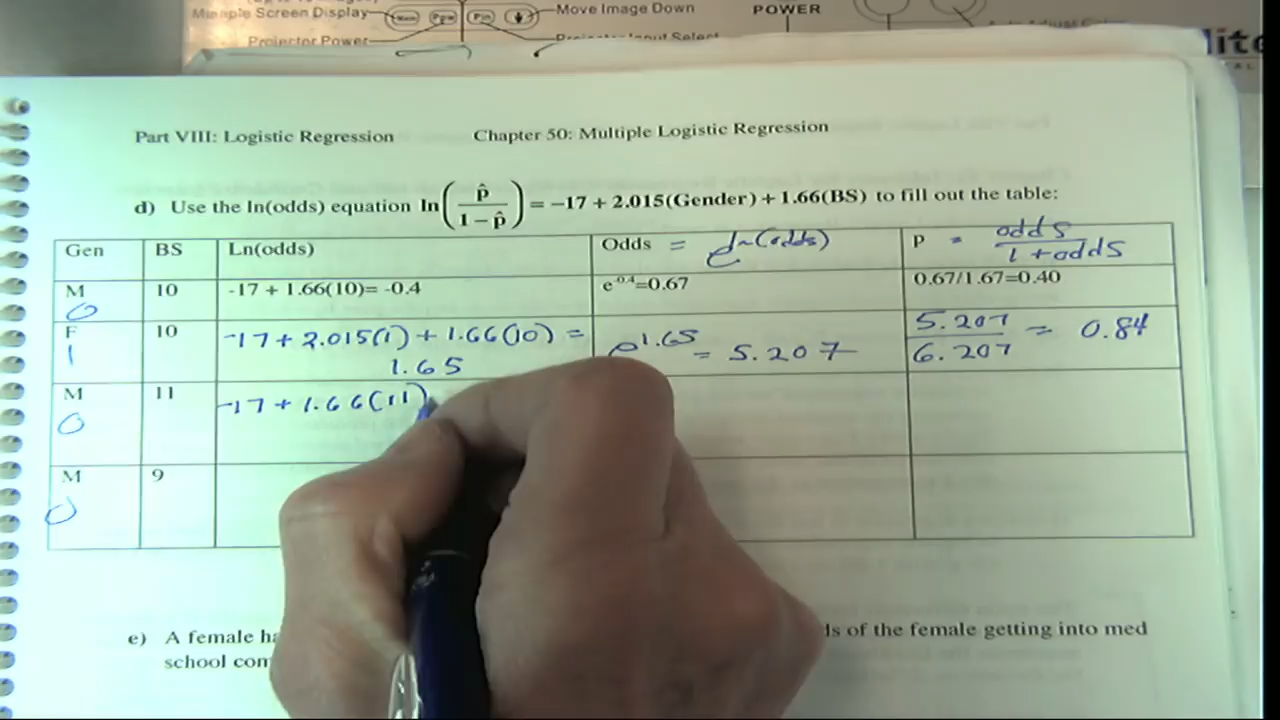 Multiple Screen Display
Move Image Down
POWER
Projector Power
Input Select
Part VIII: Logistic Regression Chapter 50: Multiple Logistic Regression
d) Use the ln(odds) equation ln(p̂/(1 – p̂)) = –17 + 2.015(Gender) + 1.66(BS) to fill out the table:
Gen BS Ln(odds) Odds = e^ln(odds) P = odds/(1 + odds)
M 10 -17 + 1.66(10)= -0.4 e^-0.4=0.67 0.67/1.67=0.40
0
F 10 -17 + 2.015(1) + 1.66(10) = e^1.65 = 5.207 5.207/6.207 = 0.84
1 1.65
M 11 -17 + 1.66(11)
0
M 9
0
e) A female ha
ds of the female getting into med
school con